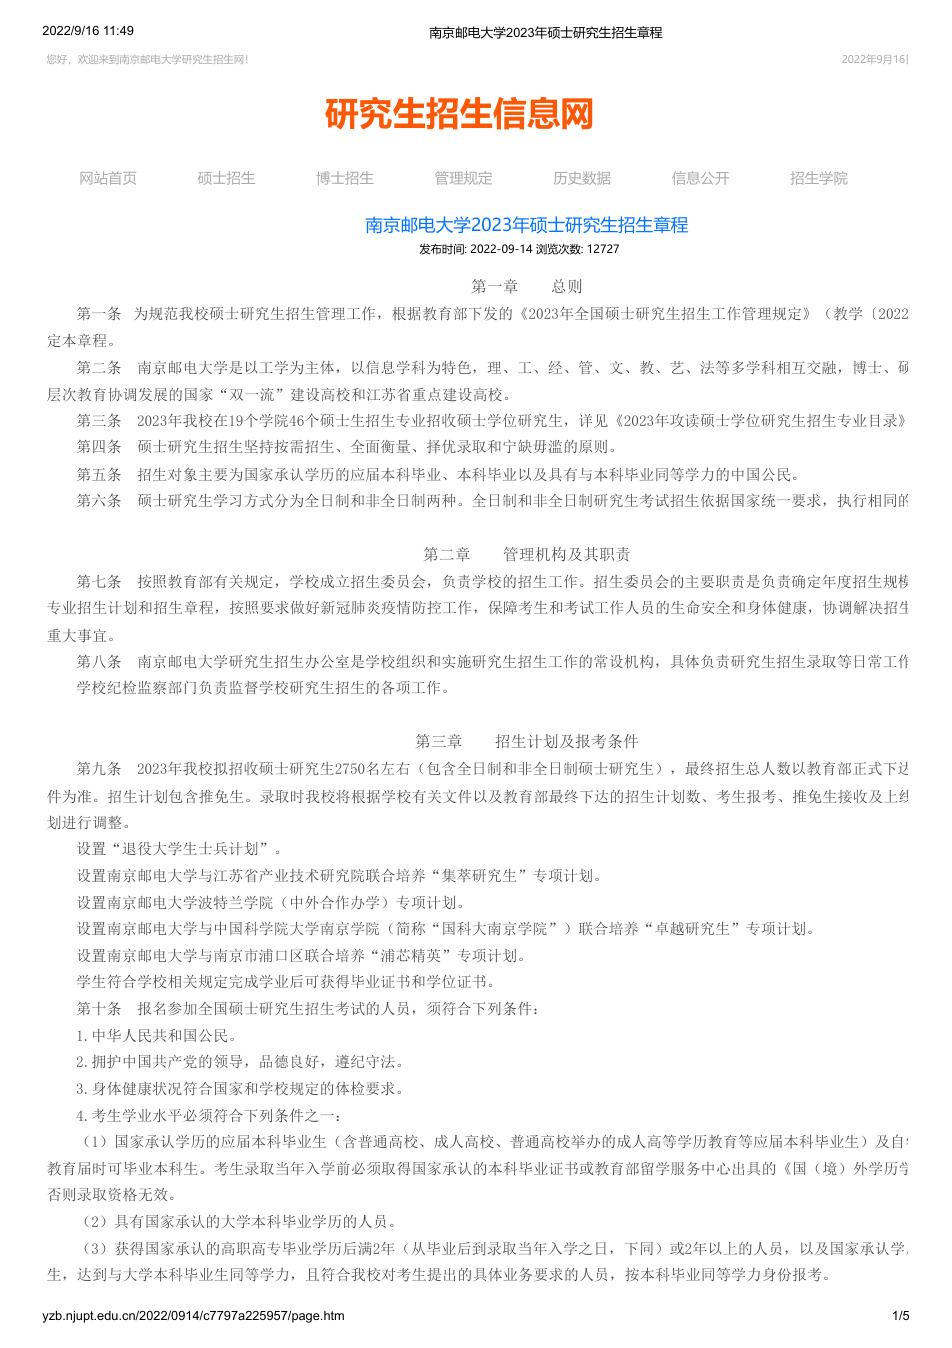 2022/9/16 11:49
南京邮电大学2023年硕士研究生招生章程
您好，欢迎来到南京邮电大学研究生招生网！
2022年9月16
研究生招生信息网
网站首页 硕士招生 博士招生 管理规定 历史数据 信息公开 招生学院
南京邮电大学2023年硕士研究生招生章程
发布时间: 2022-09-14 浏览次数: 12727
第一章 总则
第一条 为规范我校硕士研究生招生管理工作，根据教育部下发的《2023年全国硕士研究生招生工作管理规定》（教学〔2022
定本章程。
第二条 南京邮电大学是以工学为主体，以信息学科为特色，理、工、经、管、文、教、艺、法等多学科相互交融，博士、硕
层次教育协调发展的国家“双一流”建设高校和江苏省重点建设高校。
第三条 2023年我校在19个学院46个硕士生招生专业招收硕士学位研究生，详见《2023年攻读硕士学位研究生招生专业目录》
第四条 硕士研究生招生坚持按需招生、全面衡量、择优录取和宁缺毋滥的原则。
第五条 招生对象主要为国家承认学历的应届本科毕业、本科毕业以及具有与本科毕业同等学力的中国公民。
第六条 硕士研究生学习方式分为全日制和非全日制两种。全日制和非全日制研究生考试招生依据国家统一要求，执行相同的
第二章 管理机构及其职责
第七条 按照教育部有关规定，学校成立招生委员会，负责学校的招生工作。招生委员会的主要职责是负责确定年度招生规模
专业招生计划和招生章程，按照要求做好新冠肺炎疫情防控工作，保障考生和考试工作人员的生命安全和身体健康，协调解决招生
重大事宜。
第八条 南京邮电大学研究生招生办公室是学校组织和实施研究生招生工作的常设机构，具体负责研究生招生录取等日常工作
学校纪检监察部门负责监督学校研究生招生的各项工作。
第三章 招生计划及报考条件
第九条 2023年我校拟招收硕士研究生2750名左右（包含全日制和非全日制硕士研究生），最终招生总人数以教育部正式下达
件为准。招生计划包含推免生。录取时我校将根据学校有关文件以及教育部最终下达的招生计划数、考生报考、推免生接收及上线
划进行调整。
设置“退役大学生士兵计划”。
设置南京邮电大学与江苏省产业技术研究院联合培养“集萃研究生”专项计划。
设置南京邮电大学波特兰学院（中外合作办学）专项计划。
设置南京邮电大学与中国科学院大学南京学院（简称“国科大南京学院”）联合培养“卓越研究生”专项计划。
设置南京邮电大学与南京市浦口区联合培养“浦芯精英”专项计划。
学生符合学校相关规定完成学业后可获得毕业证书和学位证书。
第十条 报名参加全国硕士研究生招生考试的人员，须符合下列条件：
1.中华人民共和国公民。
2.拥护中国共产党的领导，品德良好，遵纪守法。
3.身体健康状况符合国家和学校规定的体检要求。
4.考生学业水平必须符合下列条件之一：
（1）国家承认学历的应届本科毕业生（含普通高校、成人高校、普通高校举办的成人高等学历教育等应届本科毕业生）及自
教育届时可毕业本科生。考生录取当年入学前必须取得国家承认的本科毕业证书或教育部留学服务中心出具的《国（境）外学历学
否则录取资格无效。
（2）具有国家承认的大学本科毕业学历的人员。
（3）获得国家承认的高职高专毕业学历后满2年（从毕业后到录取当年入学之日，下同）或2年以上的人员，以及国家承认学
生，达到与大学本科毕业生同等学力，且符合我校对考生提出的具体业务要求的人员，按本科毕业同等学力身份报考。
yzb.njupt.edu.cn/2022/0914/c7797a225957/page.htm
1/5